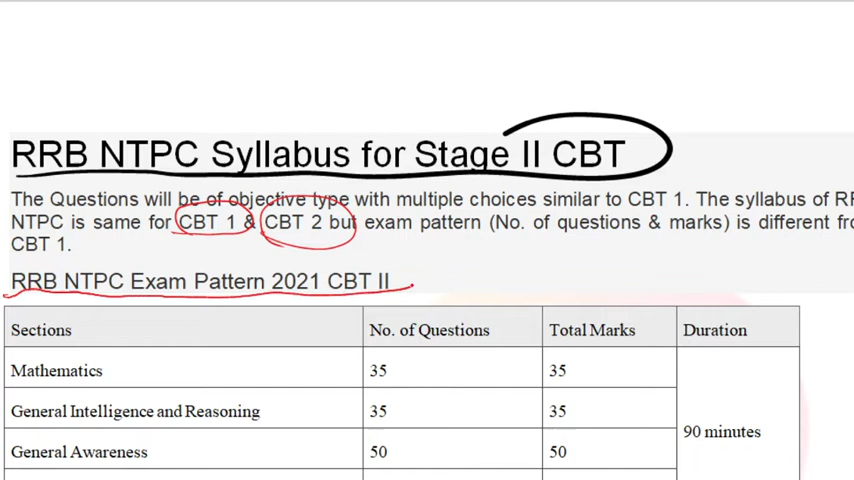 RRB NTPC Syllabus for Stage II CBT
The Questions will be of objective type with multiple choices similar to CBT 1. The syllabus of
NTPC is same for CBT 1 & CBT 2 but exam pattern (No. of questions & marks) is different
CBT 1.
RRB NTPC Exam Pattern 2021 CBT II
Sections No. of Questions Total Marks Duration
Mathematics 35 35
General Intelligence and Reasoning 35 35
90 minutes
General Awareness 50 50